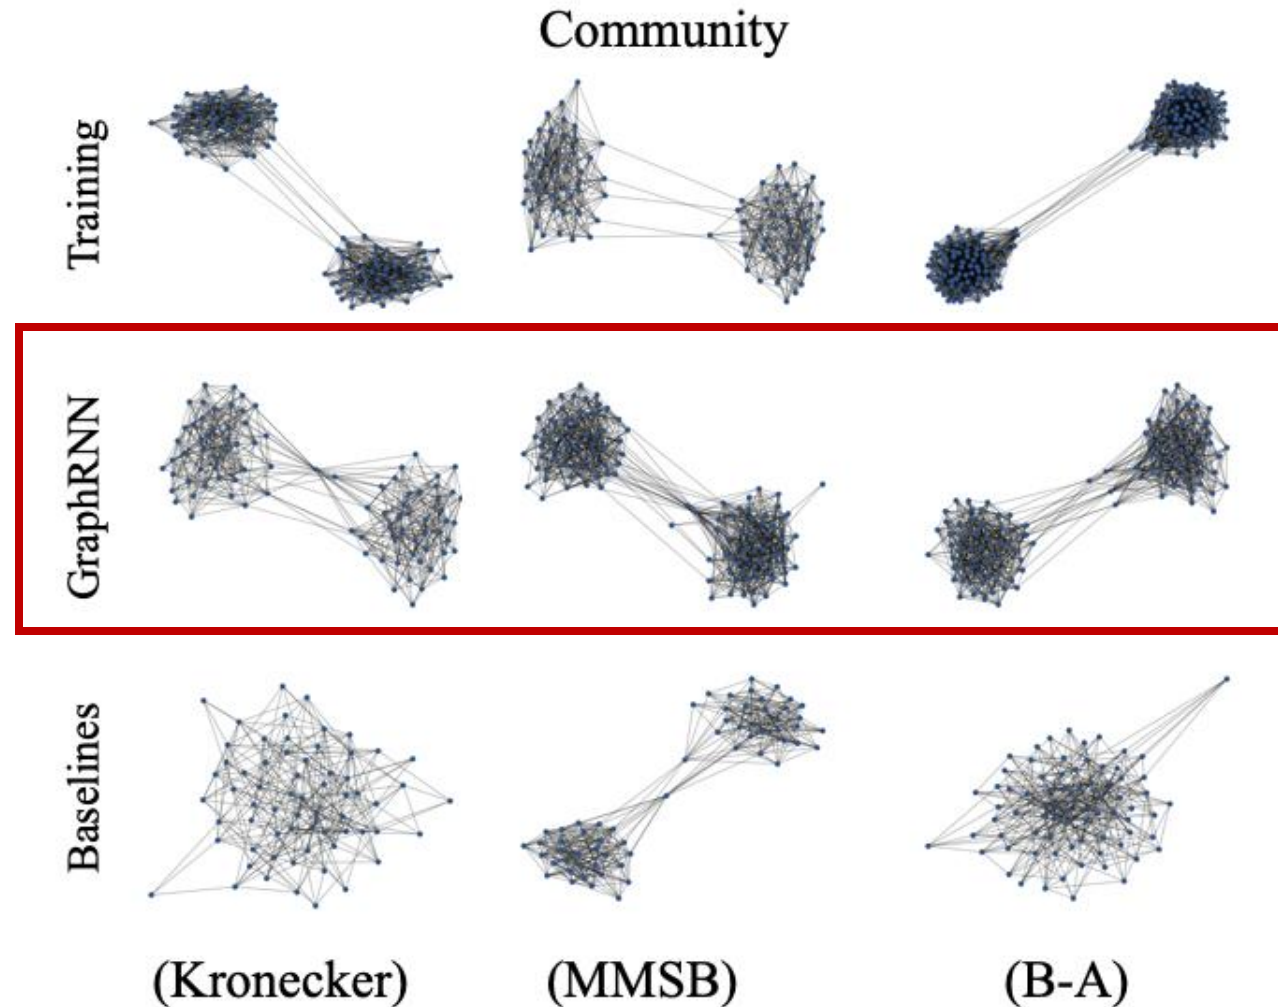 Community
Training
GraphRNN
Baselines
(Kronecker)
(MMSB)
(B-A)